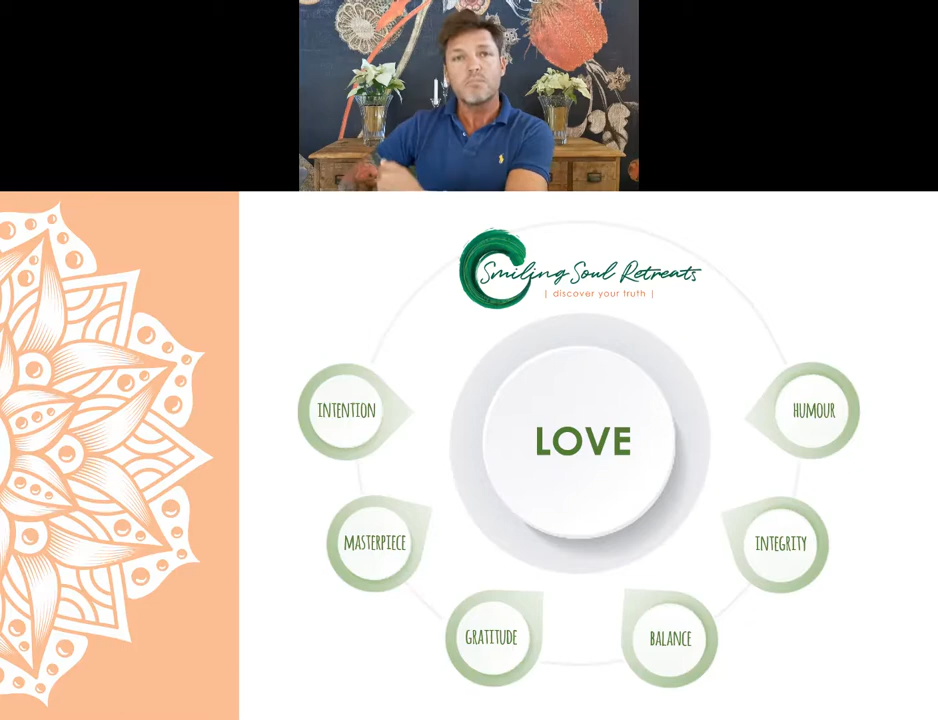 Smiling Soul Retreats
| discover your truth |
INTENTION
HUMOUR
LOVE
MASTERPIECE
INTEGRITY
GRATITUDE
BALANCE